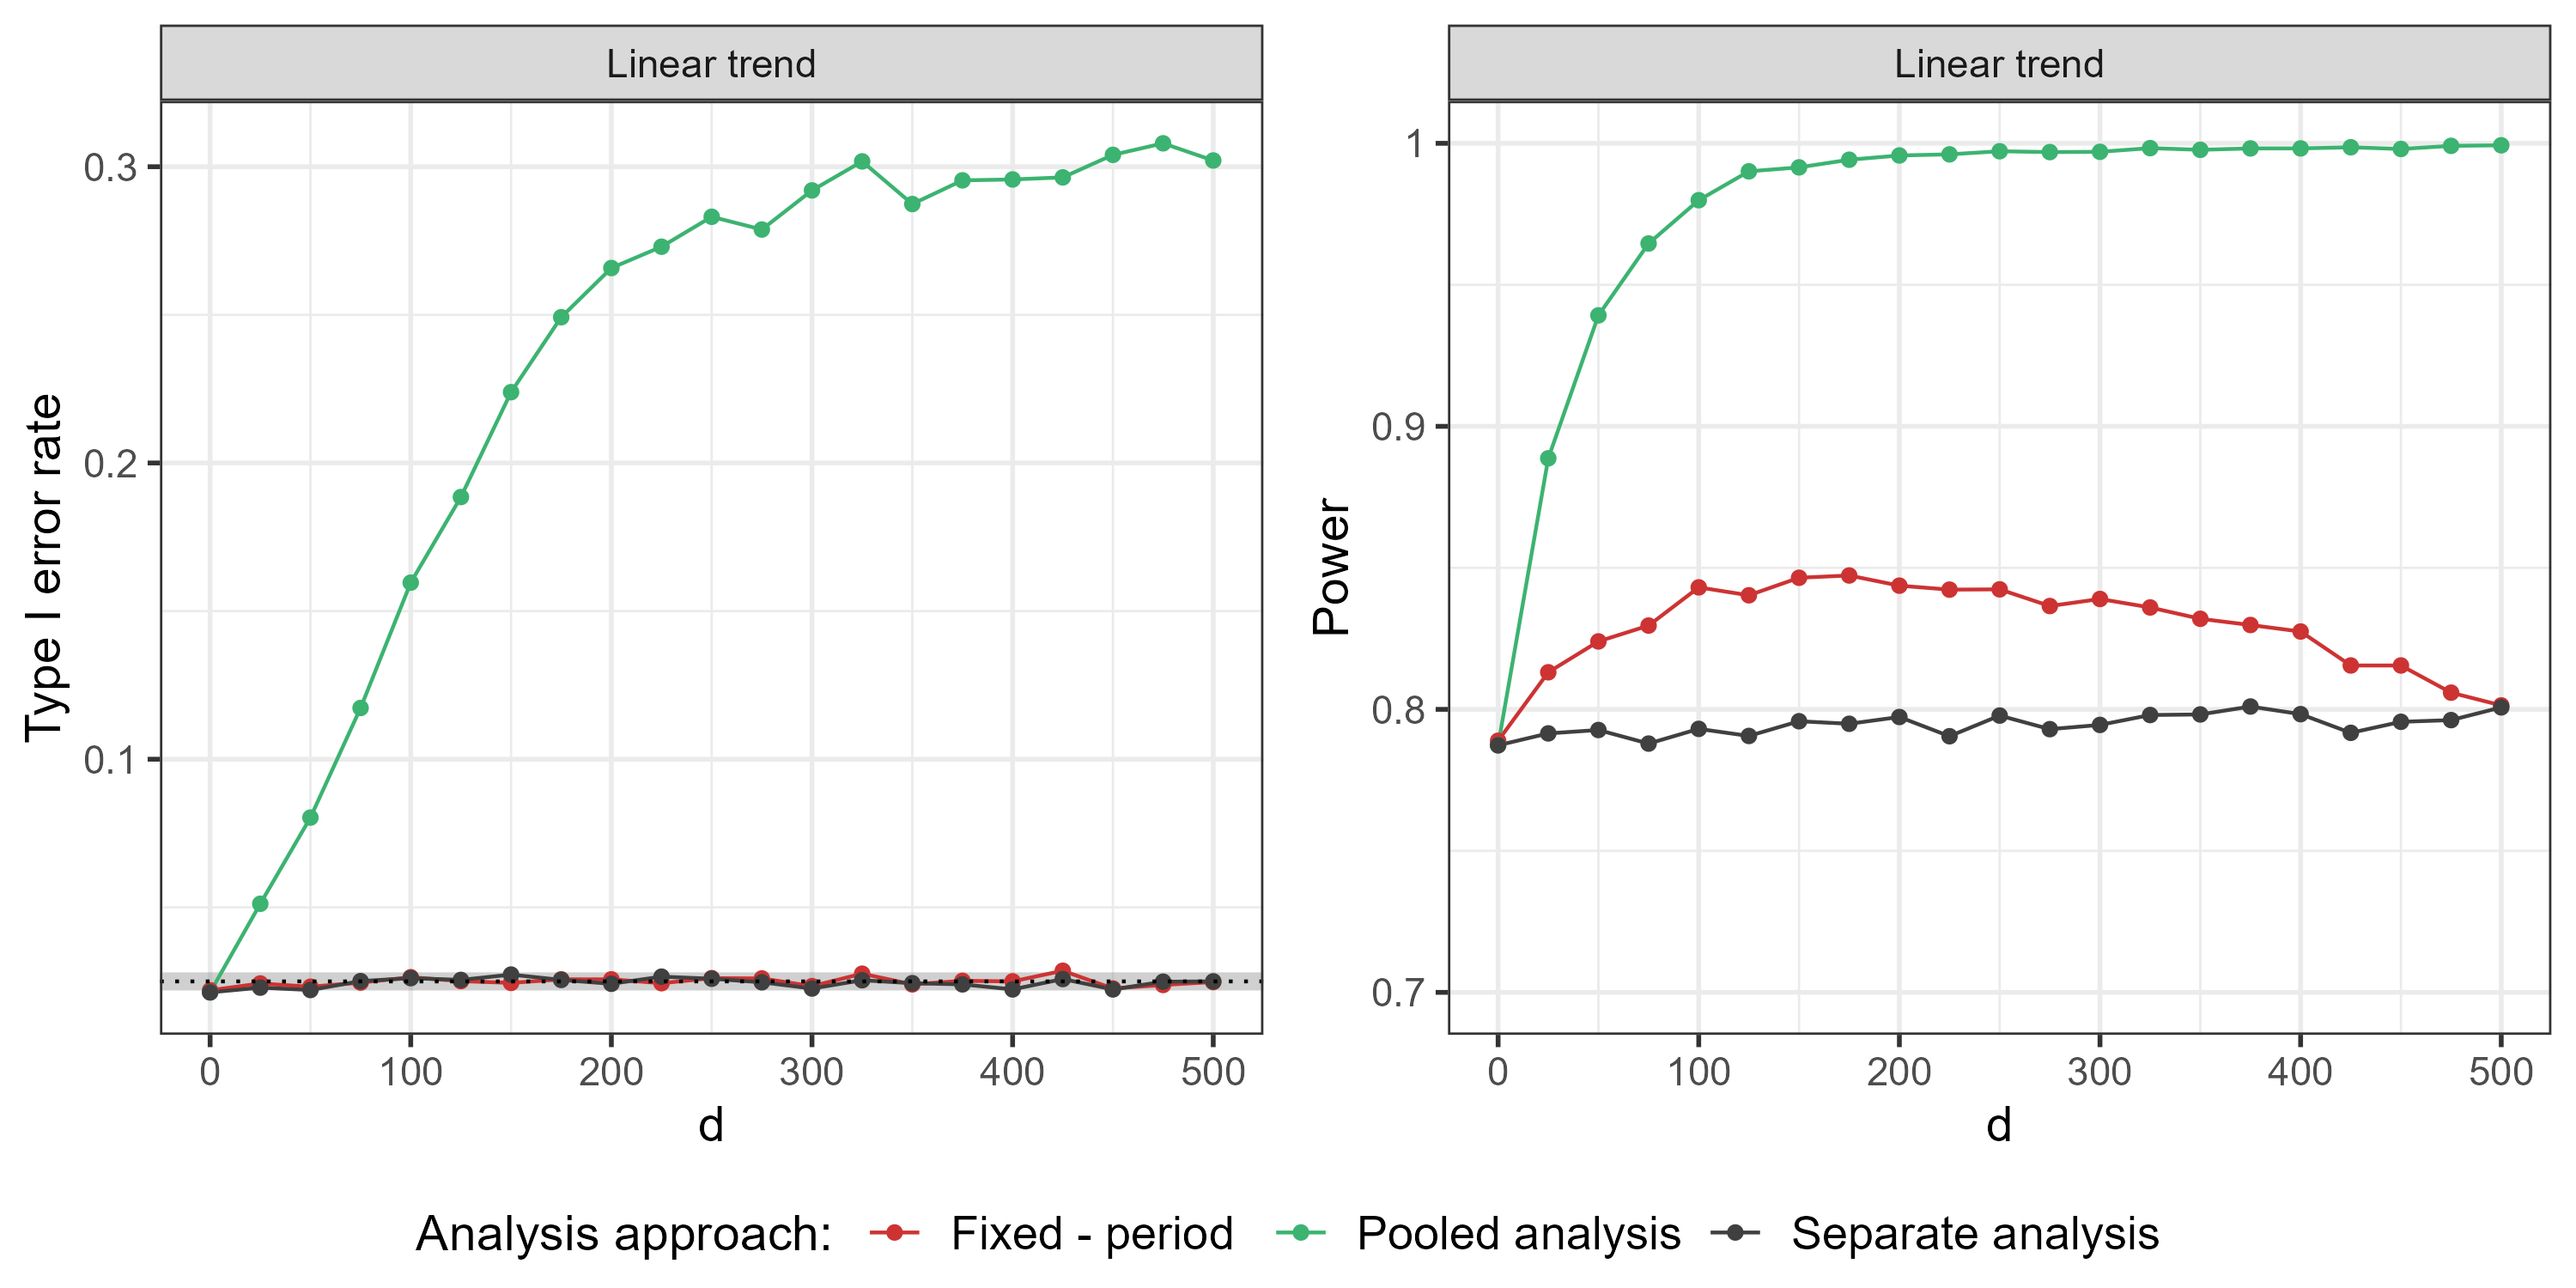 Linear trend
Type I error rate
0.3
0.2
0.1
0 100 200 300 400 500
d
Linear trend
Power
1
0.9
0.8
0.7
0 100 200 300 400 500
d
Analysis approach: Fixed - period Pooled analysis Separate analysis